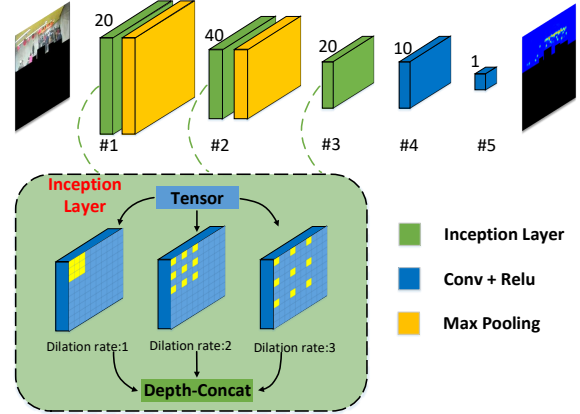 20
40
20
10
1
#1
#2
#3
#4
#5
Inception
Layer
Tensor
Dilation rate:1
Dilation rate:2
Dilation rate:3
Depth-Concat
Inception Layer
Conv + Relu
Max Pooling